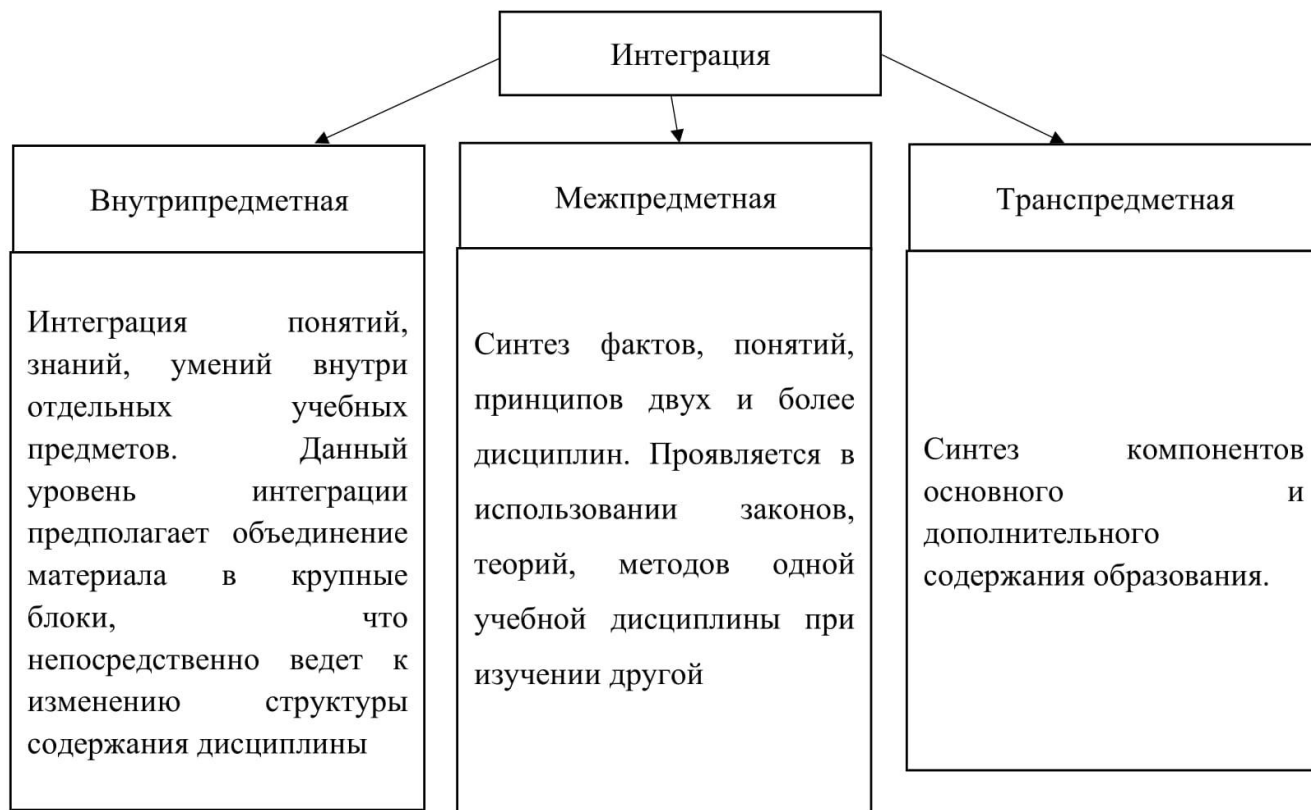 Интеграция
Внутрипредметная
Интеграция понятий,
знаний, умений внутри
отдельных учебных
предметов. Данный
уровень интеграции
предполагает объединение
материала в крупные
блоки, что
непосредственно ведет к
изменению структуры
содержания дисциплины
Межпредметная
Синтез фактов, понятий,
принципов двух и более
дисциплин. Проявляется в
использовании законов,
теорий, методов одной
учебной дисциплины при
изучении другой
Транспредметная
Синтез компонентов
основного и
дополнительного
содержания образования.